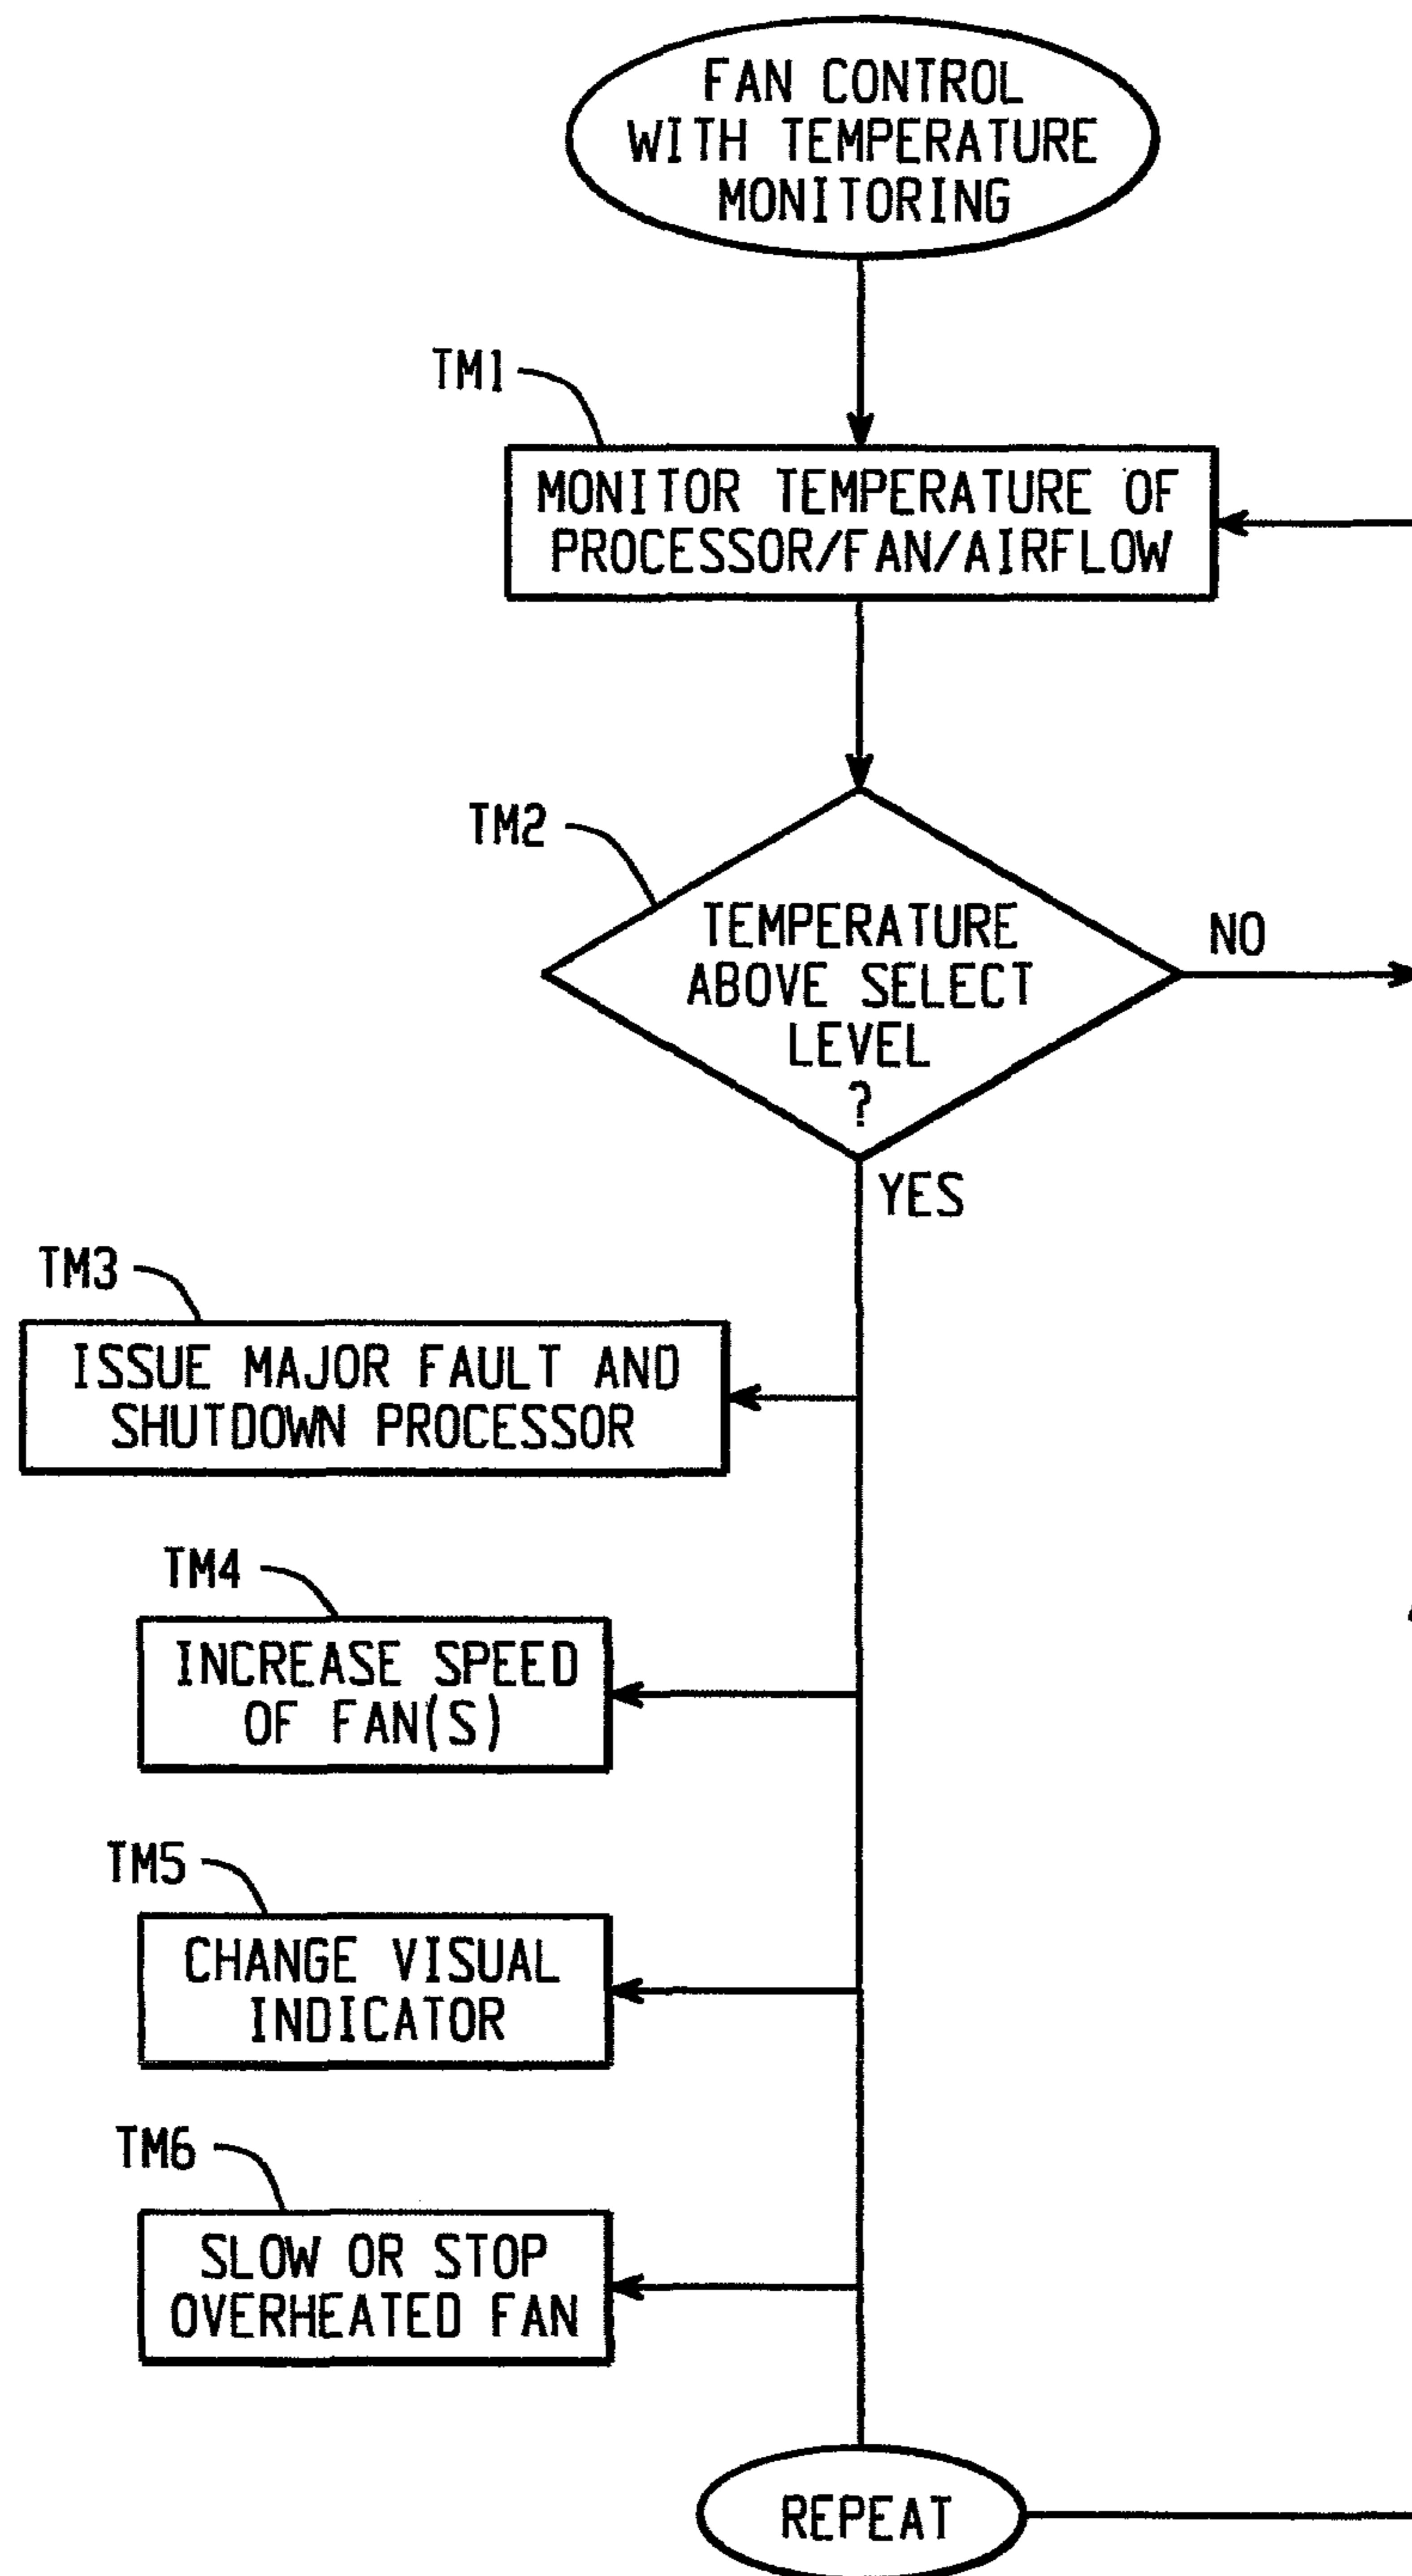 FAN CONTROL
WITH TEMPERATURE
MONITORING
TM1
MONITOR TEMPERATURE OF
PROCESSOR/FAN/AIRFLOW
TM2
TEMPERATURE
ABOVE SELECT
LEVEL
?
NO
YES
TM3
ISSUE MAJOR FAULT AND
SHUTDOWN PROCESSOR
TM4
INCREASE SPEED
OF FAN(S)
TM5
CHANGE VISUAL
INDICATOR
TM6
SLOW OR STOP
OVERHEATED FAN
REPEAT